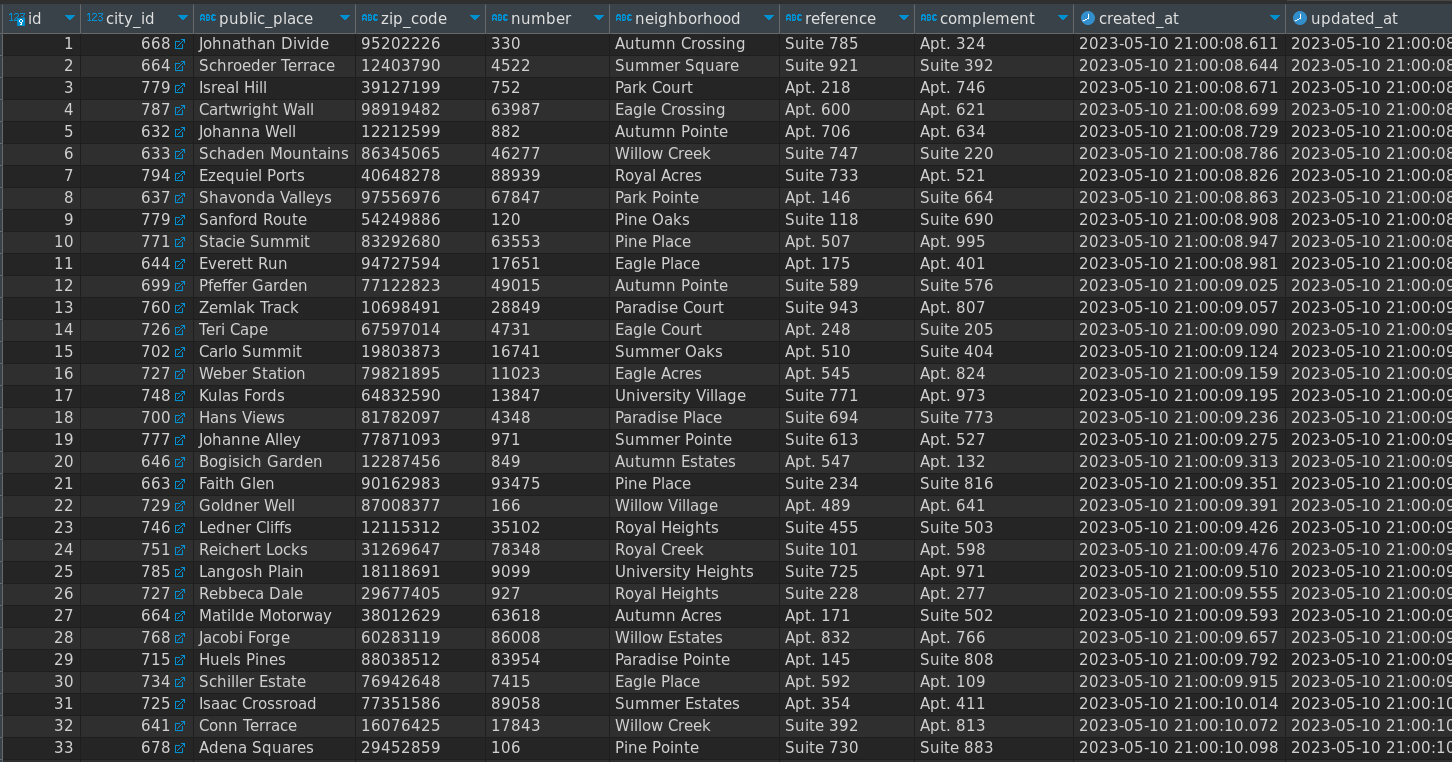 123 id 123 city_id ABC public_place ABC zip_code ABC number ABC neighborhood ABC reference ABC complement created_at updated_at
1 668 Johnathan Divide 95202226 330 Autumn Crossing Suite 785 Apt. 324 2023-05-10 21:00:08.611 2023-05-10 21:00:08
2 664 Schroeder Terrace 12403790 4522 Summer Square Suite 921 Suite 392 2023-05-10 21:00:08.644 2023-05-10 21:00:08
3 779 Isreal Hill 39127199 752 Park Court Apt. 218 Apt. 746 2023-05-10 21:00:08.671 2023-05-10 21:00:08
4 787 Cartwright Wall 98919482 63987 Eagle Crossing Apt. 600 Apt. 621 2023-05-10 21:00:08.699 2023-05-10 21:00:08
5 632 Johanna Well 12212599 882 Autumn Pointe Apt. 706 Apt. 634 2023-05-10 21:00:08.729 2023-05-10 21:00:08
6 633 Schaden Mountains 86345065 46277 Willow Creek Suite 747 Suite 220 2023-05-10 21:00:08.786 2023-05-10 21:00:08
7 794 Ezequiel Ports 40648278 88939 Royal Acres Suite 733 Apt. 521 2023-05-10 21:00:08.826 2023-05-10 21:00:08
8 637 Shavonda Valleys 97556976 67847 Park Pointe Apt. 146 Suite 664 2023-05-10 21:00:08.863 2023-05-10 21:00:08
9 779 Sanford Route 54249886 120 Pine Oaks Suite 118 Suite 690 2023-05-10 21:00:08.908 2023-05-10 21:00:08
10 771 Stacie Summit 83292680 63553 Pine Place Apt. 507 Apt. 995 2023-05-10 21:00:08.947 2023-05-10 21:00:08
11 644 Everett Run 94727594 17651 Eagle Place Apt. 175 Apt. 401 2023-05-10 21:00:08.981 2023-05-10 21:00:08
12 699 Pfeffer Garden 77122823 49015 Autumn Pointe Suite 589 Suite 576 2023-05-10 21:00:09.025 2023-05-10 21:00:09
13 760 Zemlak Track 10698491 28849 Paradise Court Suite 943 Apt. 807 2023-05-10 21:00:09.057 2023-05-10 21:00:09
14 726 Teri Cape 67597014 4731 Eagle Court Apt. 248 Suite 205 2023-05-10 21:00:09.090 2023-05-10 21:00:09
15 702 Carlo Summit 19803873 16741 Summer Oaks Apt. 510 Suite 404 2023-05-10 21:00:09.124 2023-05-10 21:00:09
16 727 Weber Station 79821895 11023 Eagle Acres Apt. 545 Apt. 824 2023-05-10 21:00:09.159 2023-05-10 21:00:09
17 748 Kulas Fords 64832590 13847 University Village Suite 771 Apt. 973 2023-05-10 21:00:09.195 2023-05-10 21:00:09
18 700 Hans Views 81782097 4348 Paradise Place Suite 694 Suite 773 2023-05-10 21:00:09.236 2023-05-10 21:00:09
19 777 Johanne Alley 77871093 971 Summer Pointe Suite 613 Apt. 527 2023-05-10 21:00:09.275 2023-05-10 21:00:09
20 646 Bogisich Garden 12287456 849 Autumn Estates Apt. 547 Apt. 132 2023-05-10 21:00:09.313 2023-05-10 21:00:09
21 663 Faith Glen 90162983 93475 Pine Place Suite 234 Suite 816 2023-05-10 21:00:09.351 2023-05-10 21:00:09
22 729 Goldner Well 87008377 166 Willow Village Apt. 489 Apt. 641 2023-05-10 21:00:09.391 2023-05-10 21:00:09
23 746 Ledner Cliffs 12115312 35102 Royal Heights Suite 455 Suite 503 2023-05-10 21:00:09.426 2023-05-10 21:00:09
24 751 Reichert Locks 31269647 78348 Royal Creek Suite 101 Apt. 598 2023-05-10 21:00:09.476 2023-05-10 21:00:09
25 785 Langosh Plain 18118691 9099 University Heights Suite 725 Apt. 971 2023-05-10 21:00:09.510 2023-05-10 21:00:09
26 727 Rebbeca Dale 29677405 927 Royal Heights Suite 228 Apt. 277 2023-05-10 21:00:09.555 2023-05-10 21:00:09
27 664 Matilde Motorway 38012629 63618 Autumn Acres Apt. 171 Suite 502 2023-05-10 21:00:09.593 2023-05-10 21:00:09
28 768 Jacobi Forge 60283119 86008 Willow Estates Apt. 832 Apt. 766 2023-05-10 21:00:09.657 2023-05-10 21:00:09
29 715 Huels Pines 88038512 83954 Paradise Pointe Apt. 145 Suite 808 2023-05-10 21:00:09.792 2023-05-10 21:00:09
30 734 Schiller Estate 76942648 7415 Eagle Place Apt. 592 Apt. 109 2023-05-10 21:00:09.915 2023-05-10 21:00:09
31 725 Isaac Crossroad 77351586 89058 Summer Estates Apt. 354 Apt. 411 2023-05-10 21:00:10.014 2023-05-10 21:00:10
32 641 Conn Terrace 16076425 17843 Willow Creek Suite 392 Apt. 813 2023-05-10 21:00:10.072 2023-05-10 21:00:10
33 678 Adena Squares 29452859 106 Pine Pointe Suite 730 Suite 883 2023-05-10 21:00:10.098 2023-05-10 21:00:10